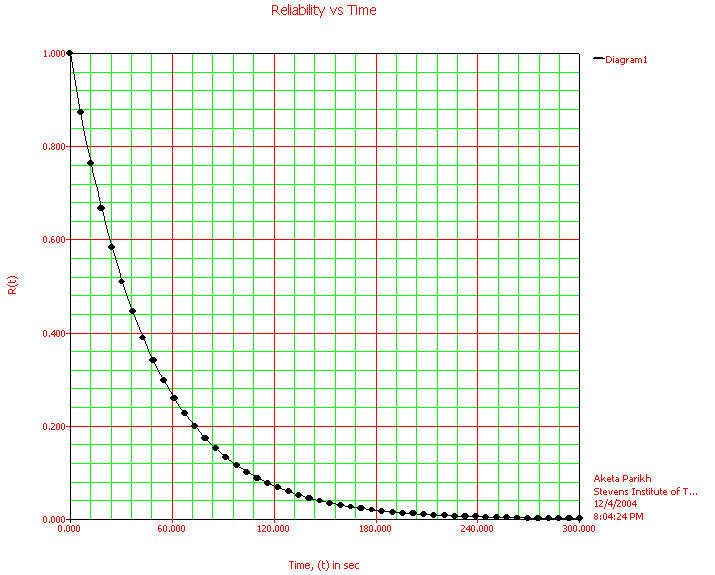 Reliability vs Time
Diagram1
1.000
0.800
0.600
0.400
0.200
0.000
R(t)
0.000
60.000
120.000
180.000
240.000
300.000
Time, (t) in sec
Aketa Parikh
Stevens Institute of T...
12/4/2004
8:04:24 PM